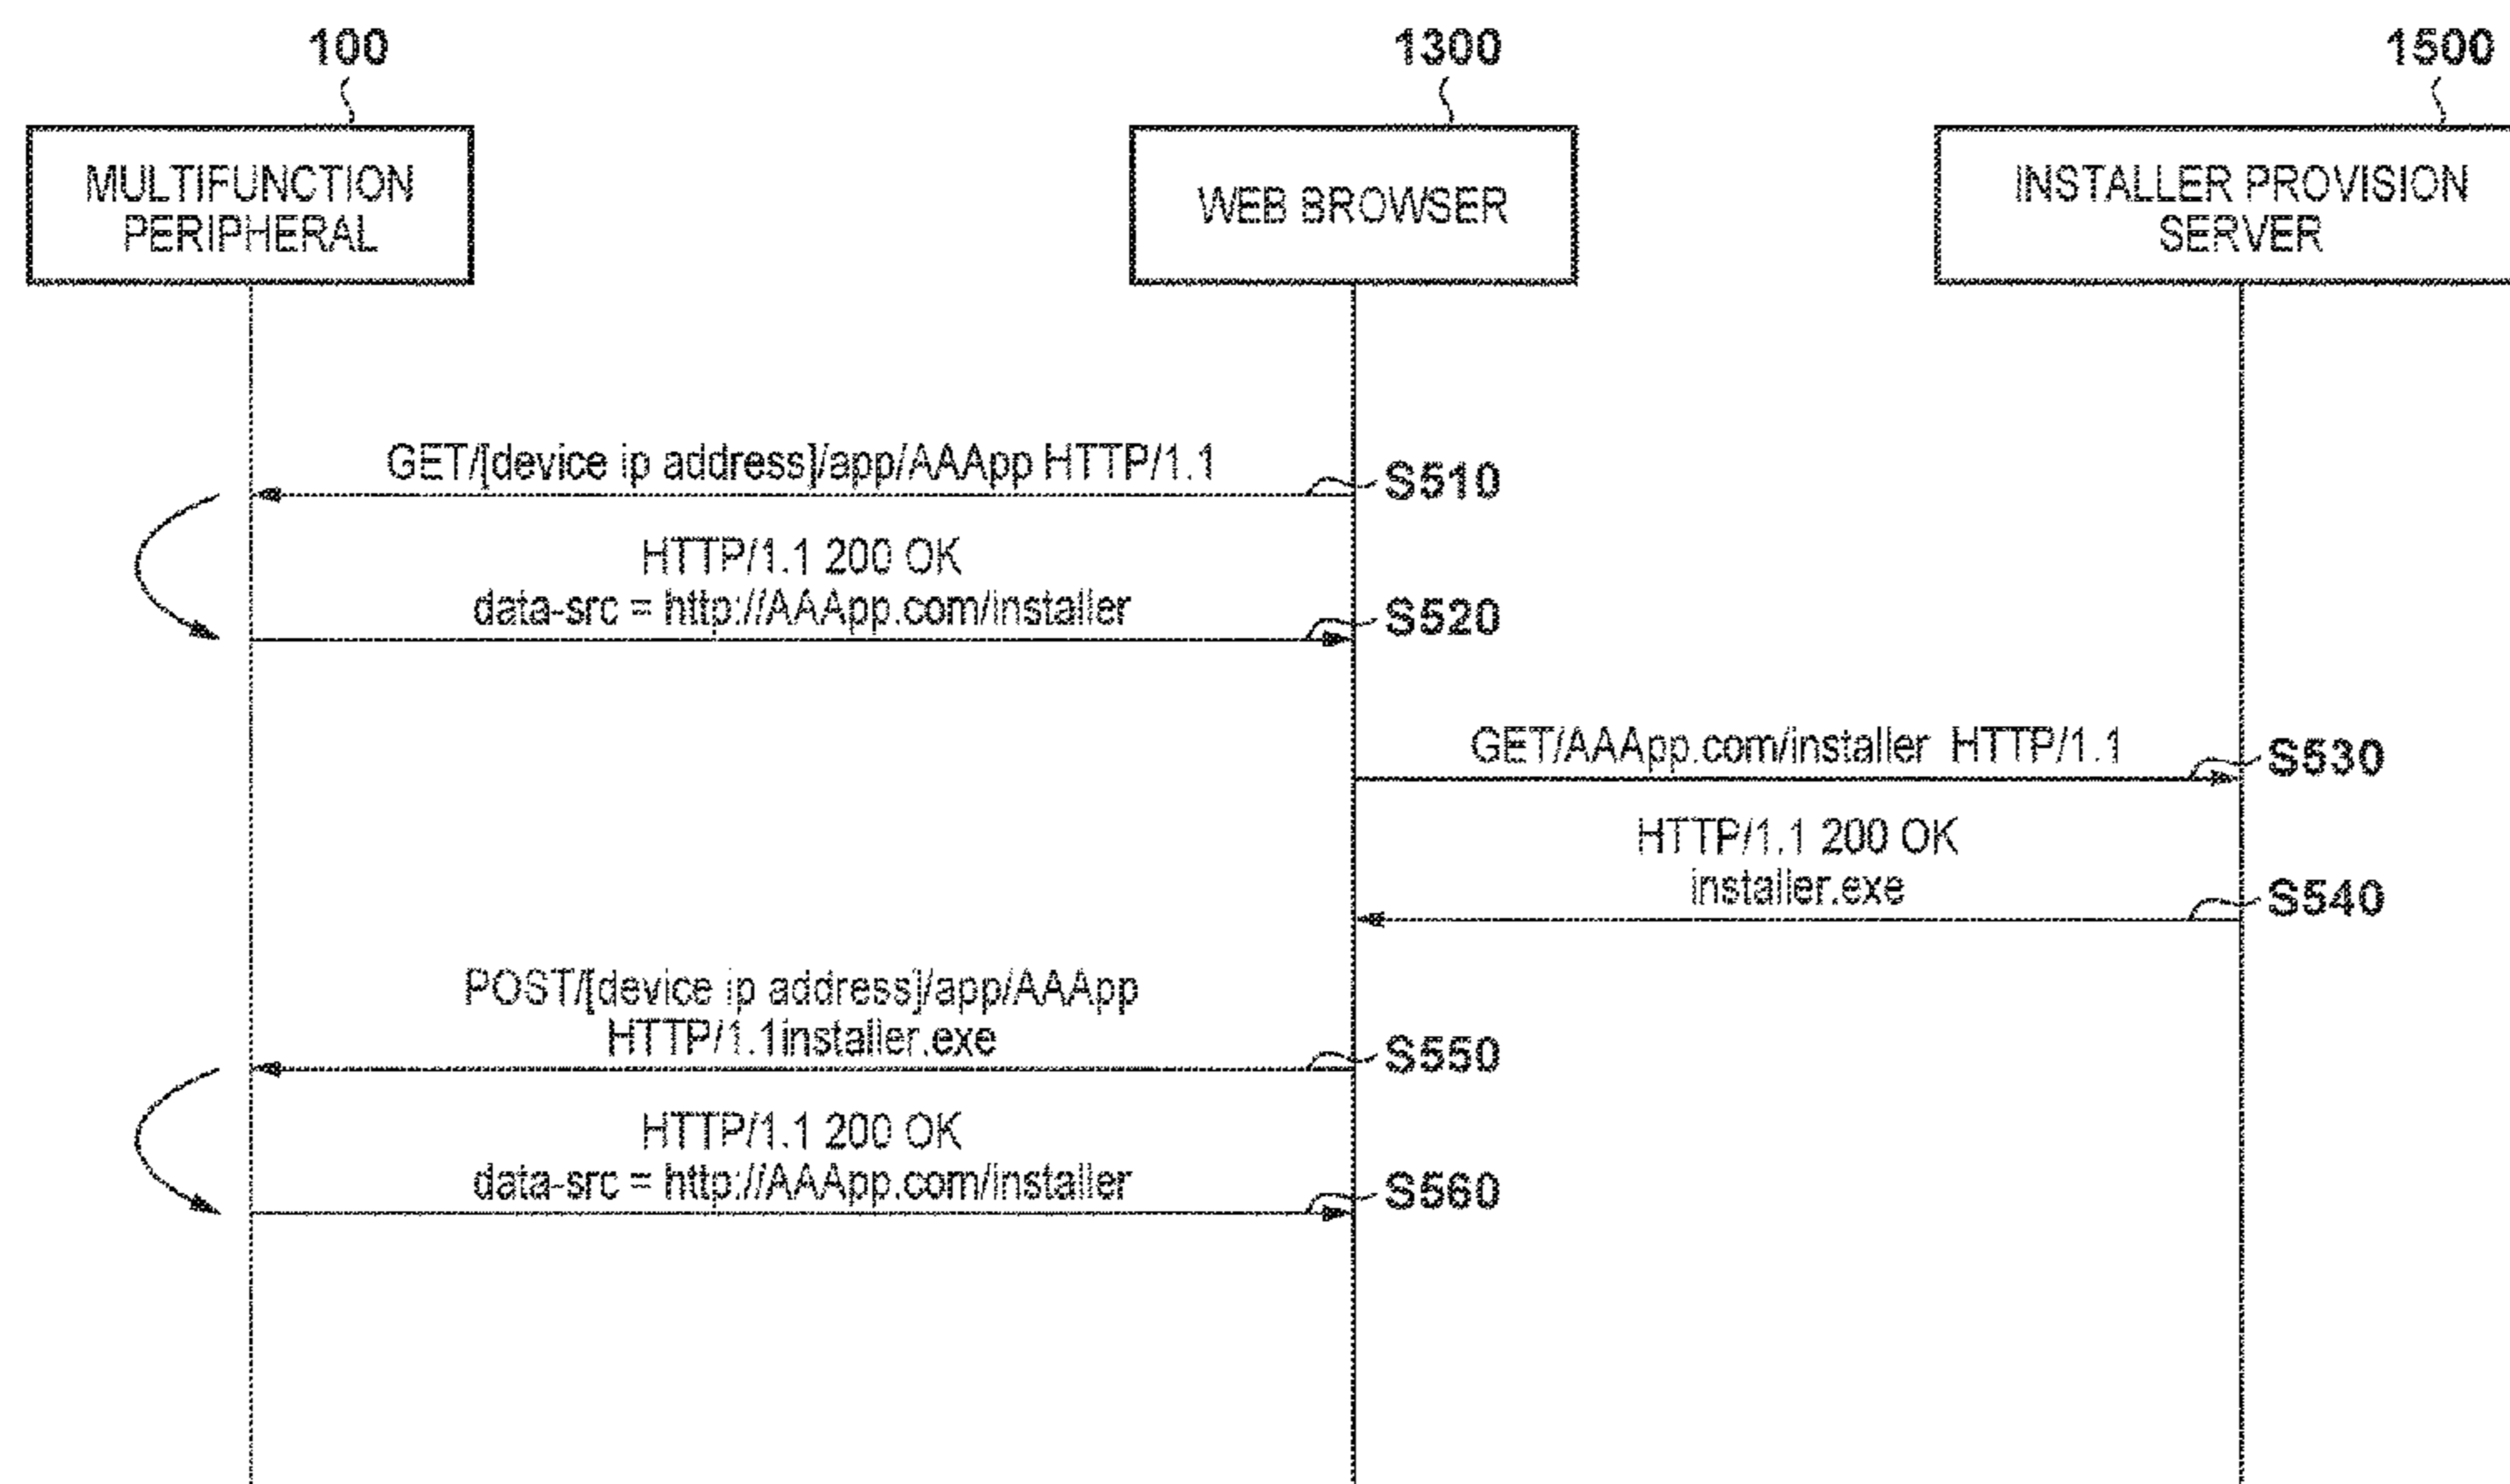 100
1300
1500
MULTIFUNCTION
PERIPHERAL
WEB BROWSER
INSTALLER PROVISION
SERVER
GET/[device ip address]/app/AAApp HTTP/1.1
S510
HTTP/1.1 200 OK
data-src = http://AAApp.com/installer
S520
GET/AAApp.com/installer HTTP/1.1
S530
HTTP/1.1 200 OK
installer.exe
S540
POST/[device ip address]/app/AAApp
HTTP/1.1installer.exe
S550
HTTP/1.1 200 OK
data-src = http://AAApp.com/installer
S560